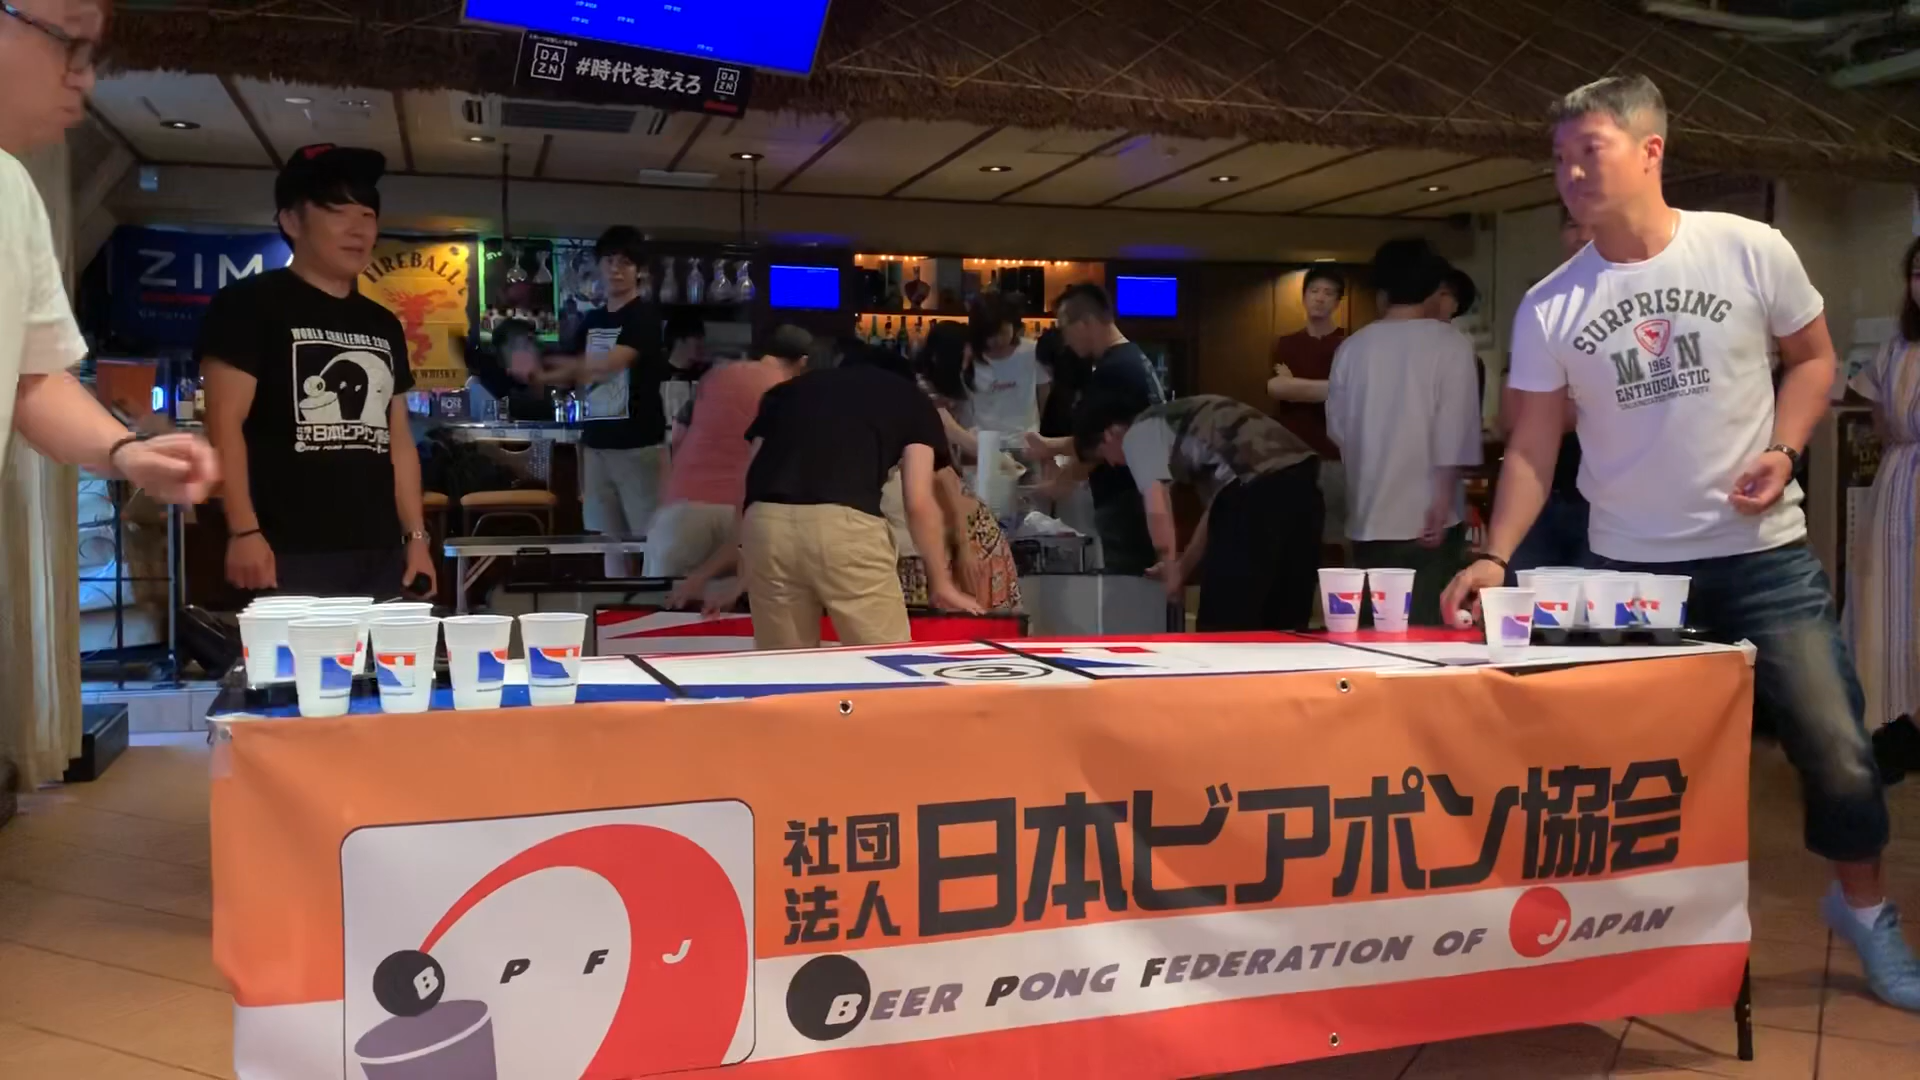 DAZN
#時代を変えろ
DAZN
ZIMA
FIREBALL
WHISKY
WORLD CHALLENGE
日本ビアポン協会
SURPRISING
MAN
1965
ENTHUSIASTIC
社団
法人
日本ビアポン協会
B P F J
BEER PONG FEDERATION OF JAPAN